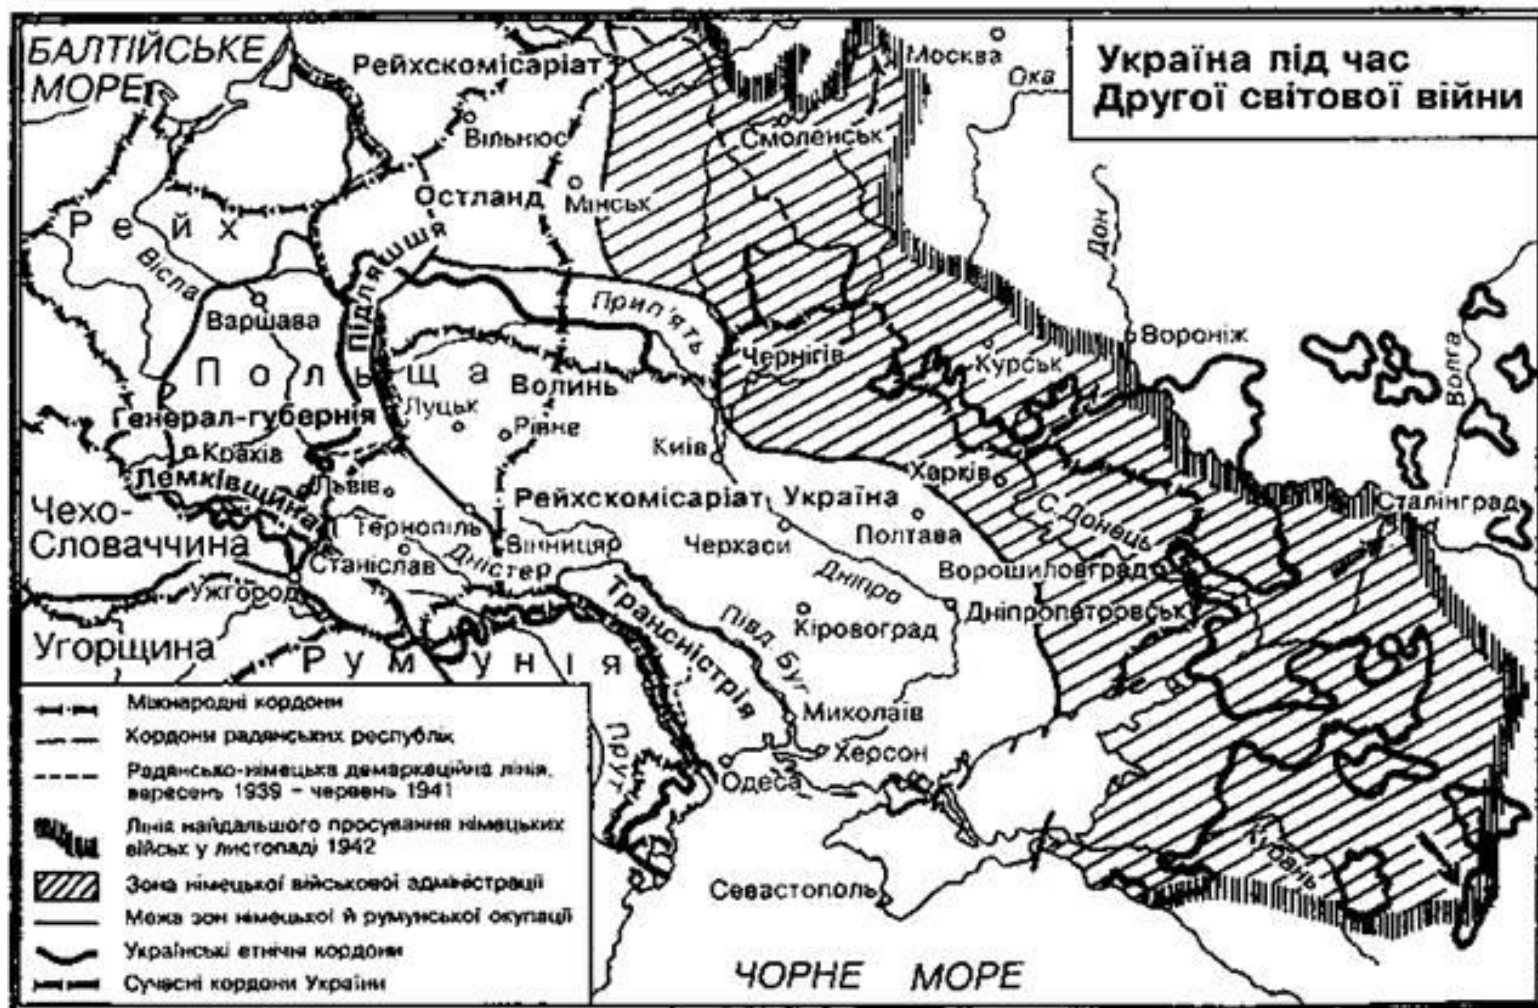 Україна під час
Другої світової війни
БАЛТІЙСЬКЕ
МОРЕ
Рейхскомісаріат
Остланд
Москва
Ока
Вільнюс
Смоленськ
Мінськ
Рейх
Вісла
Підляшшя
Дон
Варшава
Прип'ять
Чернігів
Курськ
Вороніж
Волга
Польща
Волинь
Генерал-губернія
Луцьк
Рівне
Київ
Краків
Лемківщина
Львів
Харків
Рейхскомісаріат Україна
С.Донець
Сталінград
Чехо-
Словаччина
Тернопіль
Вінниця
Черкаси
Полтава
Станіслав
Дністер
Дніпро
Ворошиловград
Ужгород
Трансністрія
Півд. Буг
Кіровоград
Дніпропетровськ
Угорщина
Румунія
Миколаїв
Херсон
Прут
Одеса
Севастополь
Кубань
ЧОРНЕ МОРЕ
Міжнародні кордони
Кордони радянських республік
Радянсько-німецька демаркаційна лінія,
вересень 1939 – червень 1941
Лінія найдальшого просування німецьких
військ у листопаді 1942
Зона німецької військової адміністрації
Межа зон німецької й румунської окупації
Українські етнічні кордони
Сучасні кордони України